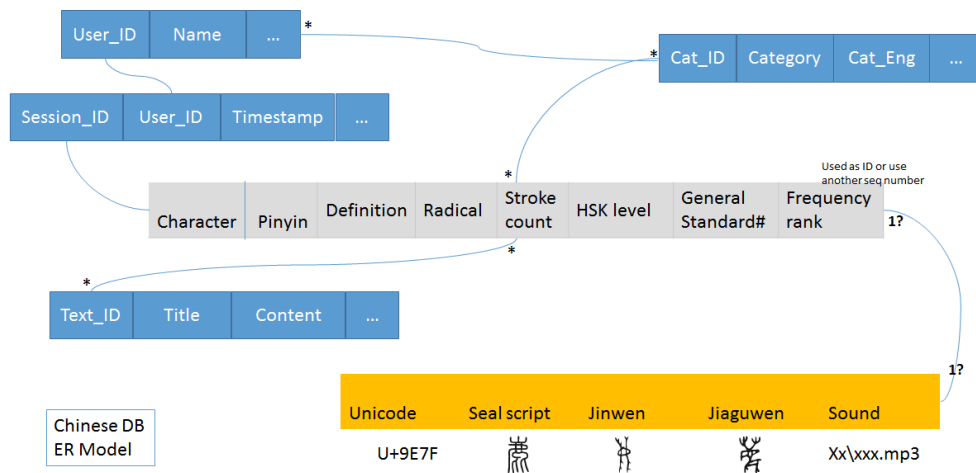 User_ID Name ... *
* Cat_ID Category Cat_Eng ...
Session_ID User_ID Timestamp ...
Used as ID or use
another seq number
*
Character Pinyin Definition Radical Stroke
count HSK level General
Standard# Frequency
rank
1?
*
*
Text_ID Title Content ...
1?
Unicode Seal script Jinwen Jiaguwen Sound
U+9E7F Xx\xxx.mp3
Chinese DB
ER Model